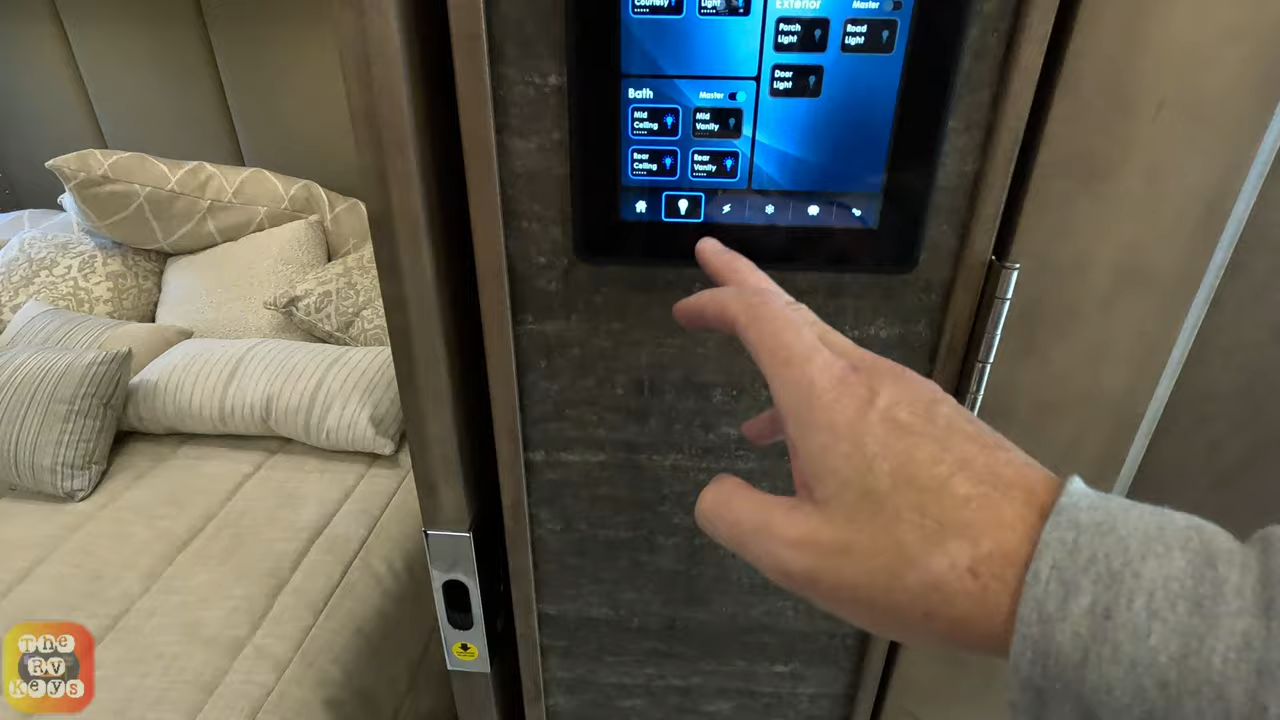 Courtesy
Light
Exterior
Master
Porch
Light
Road
Light
Door
Light
Bath
Master
Mid
Ceiling
Mid
Vanity
Rear
Ceiling
Rear
Vanity
The
RV
Keys